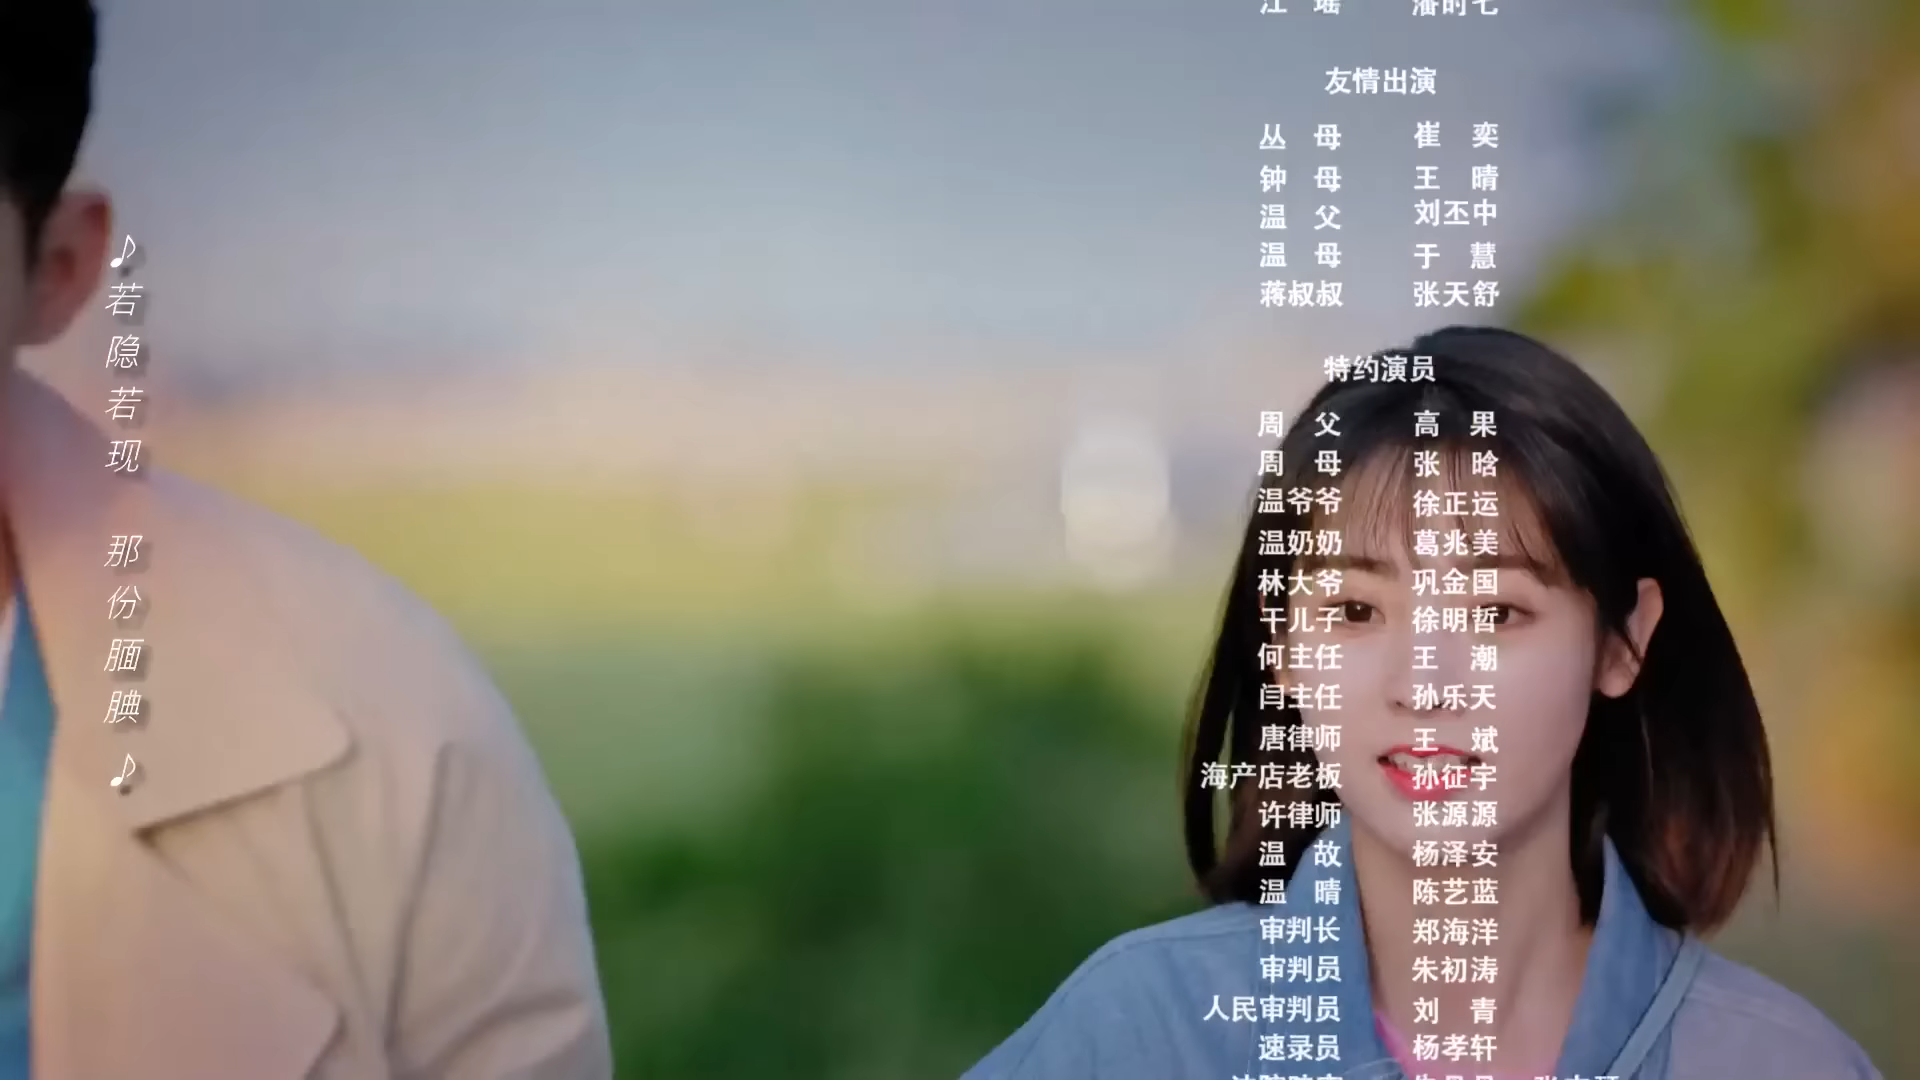 ♪若隐若现 那份腼腆♪
江 瑶 潘时七
友情出演
丛 母 崔 奕
钟 母 王 晴
温 父 刘丕中
温 母 于 慧
蒋叔叔 张天舒
特约演员
周 父 高 果
周 母 张 晗
温爷爷 徐正运
温奶奶 葛兆美
林大爷 巩金国
干儿子 徐明哲
何主任 王 潮
闫主任 孙乐天
唐律师 王 斌
海产店老板 孙征宇
许律师 张源源
温 故 杨泽安
温 晴 陈艺蓝
审判长 郑海洋
审判员 朱初涛
人民审判员 刘 青
速录员 杨孝轩